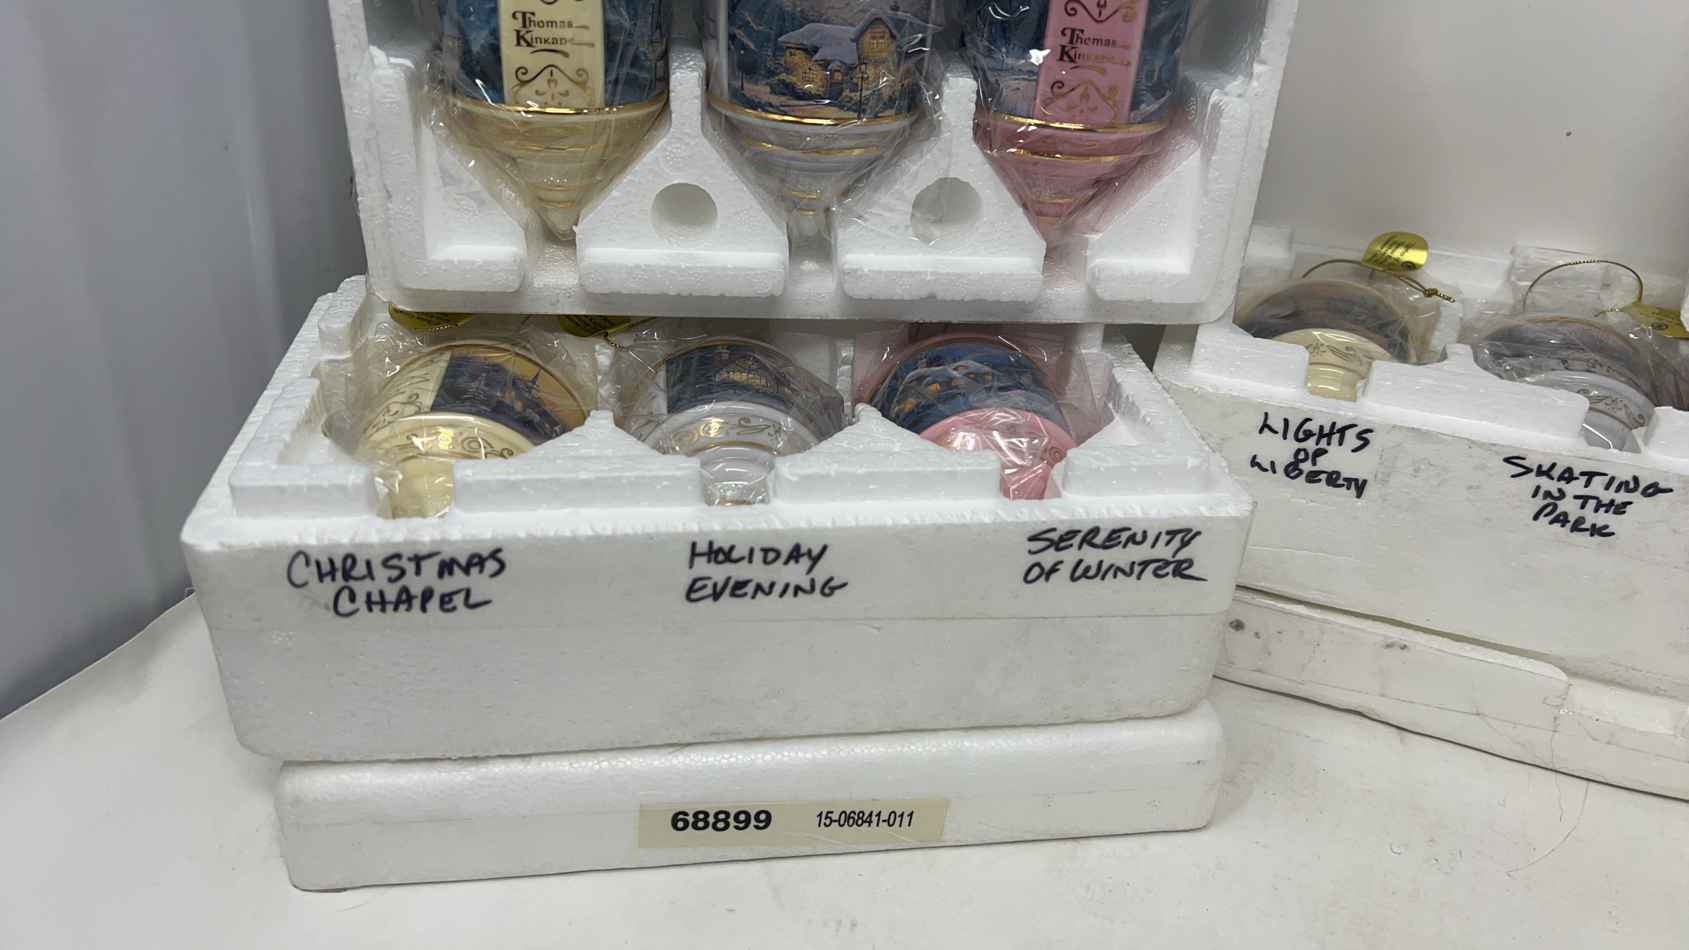 Thomas
Kinkade
Thomas
Kinkade
LIGHTS
OF
LIBERTY
SKATING
IN THE
PARK
CHRISTMAS
CHAPEL
HOLIDAY
EVENING
SERENITY
OF WINTER
68899 15-06841-011